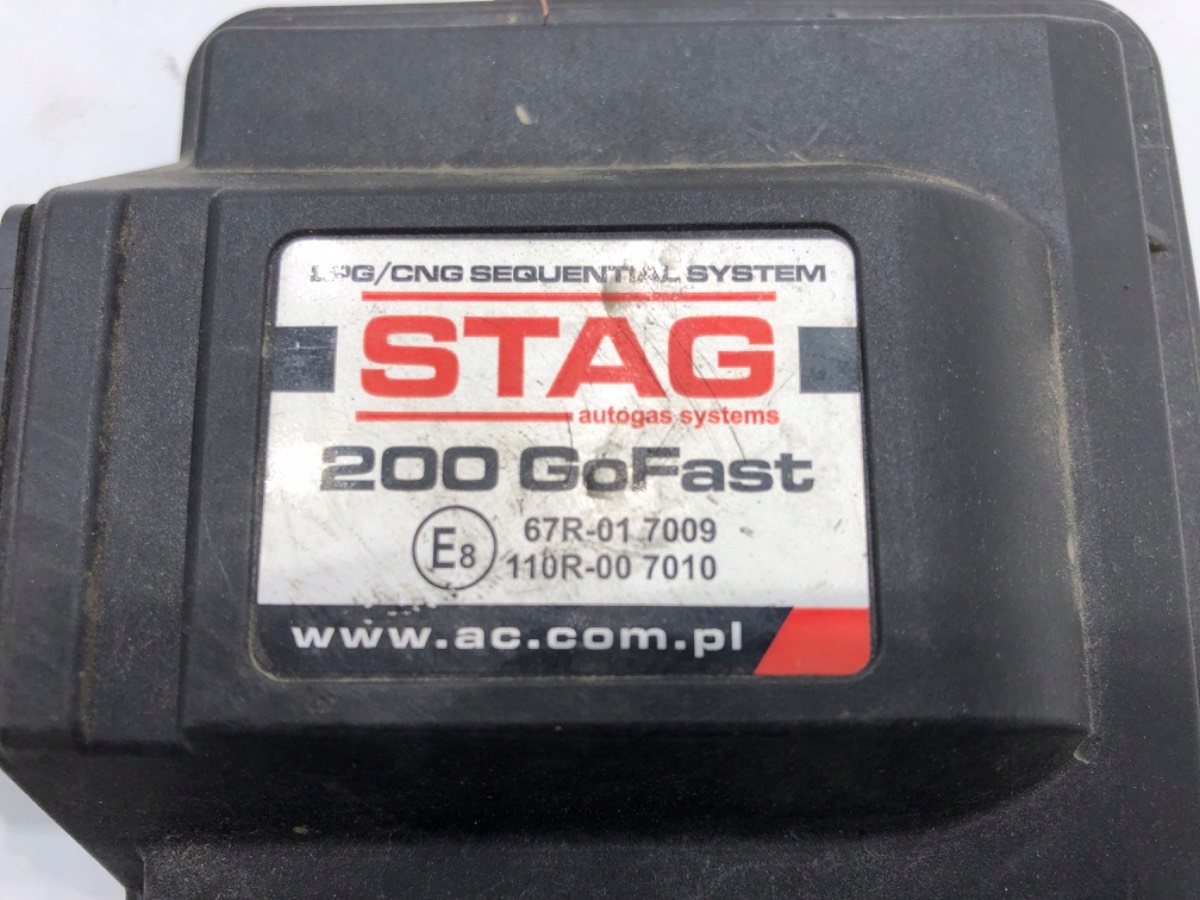 LPG/CNG SEQUENTIAL SYSTEM
STAG
autogas systems
200 GoFast
E8 67R-01 7009
110R-00 7010
www.ac.com.pl